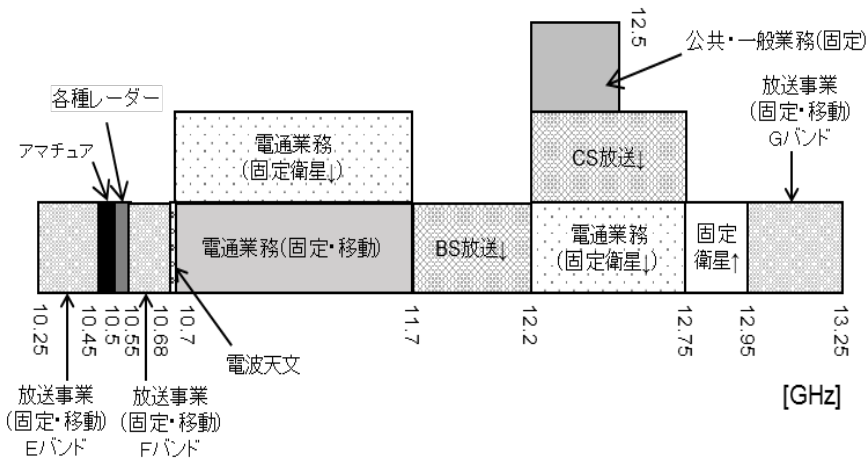 12.5
公共・一般業務(固定)
各種レーダー
放送事業
(固定・移動)
Gバンド
アマチュア
電通業務
(固定衛星↓)
CS放送↓
電通業務(固定・移動)
BS放送↓
電通業務
(固定衛星↓)
固定
衛星↑
10.25
10.45
10.5
10.55
10.68
10.7
11.7
12.2
12.75
12.95
13.25
電波天文
放送事業
(固定・移動)
Eバンド
放送事業
(固定・移動)
Fバンド
[GHz]